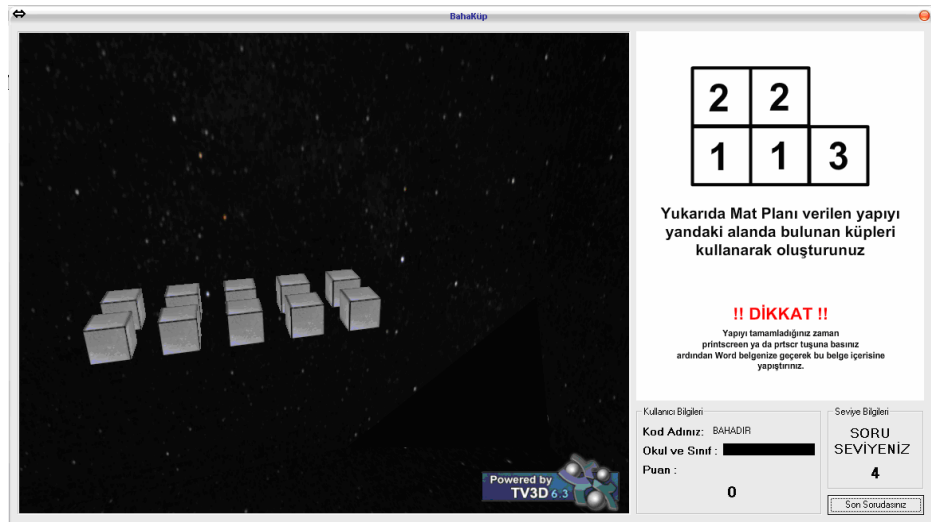 BahaKüp
2 2
1 1 3
Yukarıda Mat Planı verilen yapıyı
yandaki alanda bulunan küpleri
kullanarak oluşturunuz
!! DİKKAT !!
Yapıyı tamamladığınız zaman
printscreen ya da prtscr tuşuna basınız
ardından Word belgenize geçerek bu belge içerisine
yapıştırınız.
Kullanıcı Bilgileri
Kod Adınız: BAHADIR
Okul ve Sınıf :
Puan :
0
Seviye Bilgileri
SORU
SEVİYENİZ
4
Son Sorudasınız
Powered by
TV3D 6.3